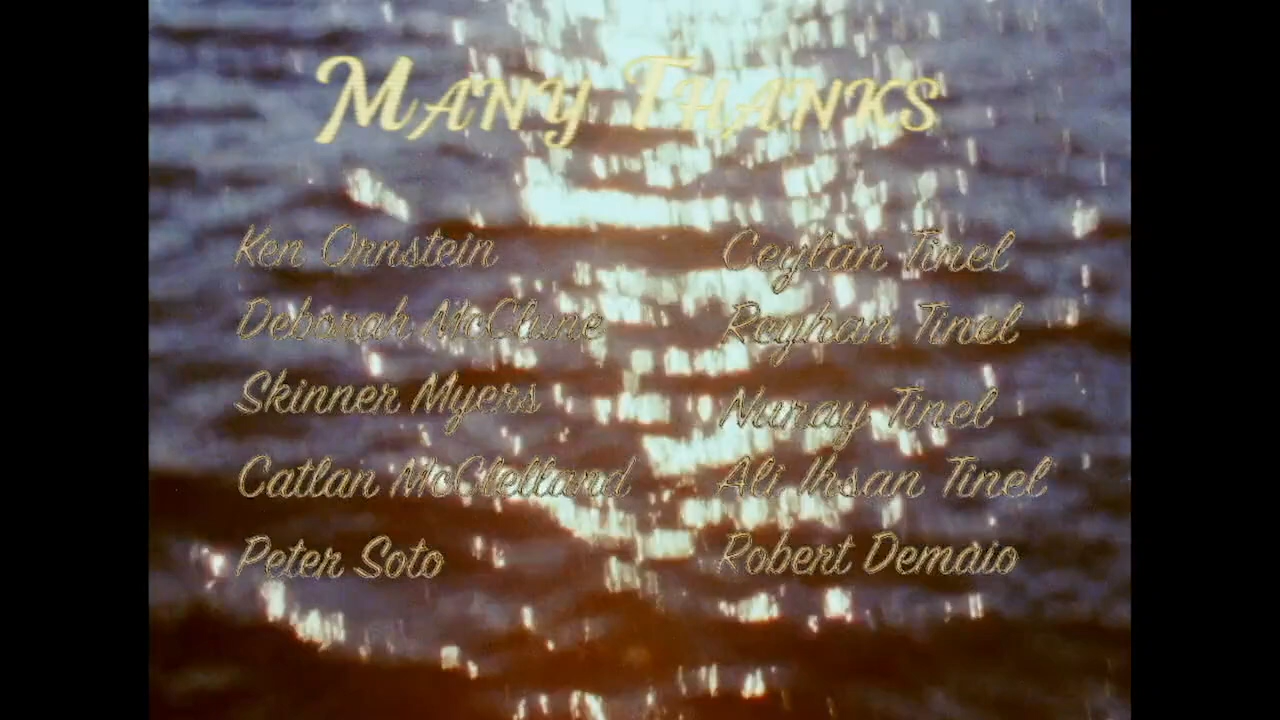 Many Thanks
Ken Ornstein
Deborah McClune
Skinner Myers
Catlan McClelland
Peter Soto
Ceylan Tinel
Reyhan Tinel
Nuray Tinel
Ali Ihsan Tinel
Robert Demaio